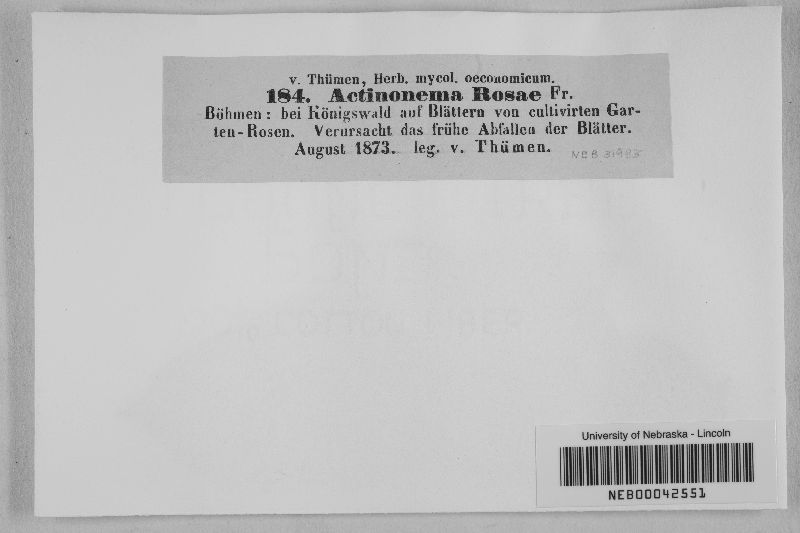 v. Thümen, Herb. mycol. oeconomicum.
184. Actinonema Rosae Fr.
Böhmen: bei Königswald auf Blättern von cultivirten Gar-
ten-Rosen. Verursacht das frühe Abfallen der Blätter.
August 1873. leg. v. Thümen.
NEB 31983
University of Nebraska - Lincoln
NEB00042551